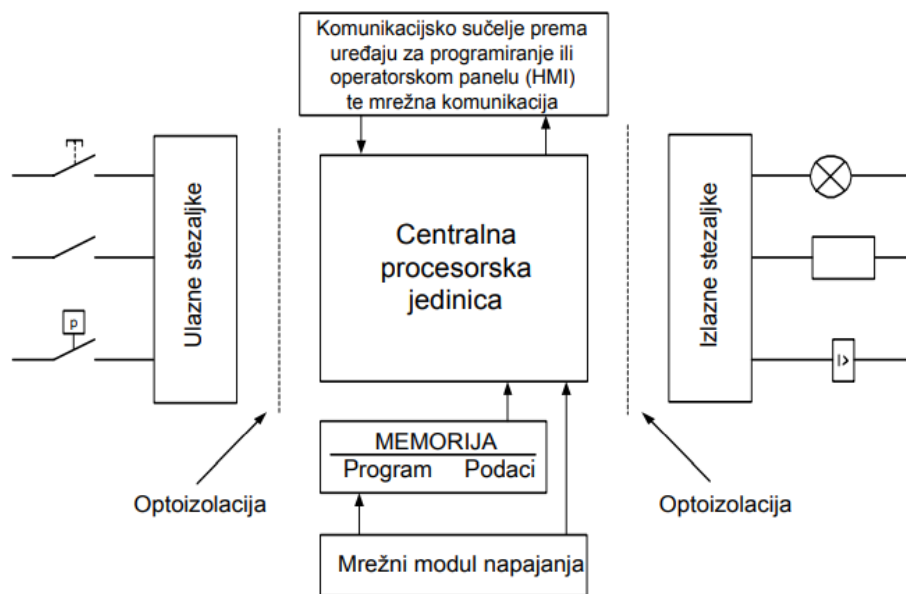 Komunikacijsko sučelje prema
uređaju za programiranje ili
operatorskom panelu (HMI)
te mrežna komunikacija
Ulazne stezaljke
Centralna
procesorska
jedinica
Izlazne stezaljke
p
I>
MEMORIJA
Program Podaci
Optoizolacija
Optoizolacija
Mrežni modul napajanja